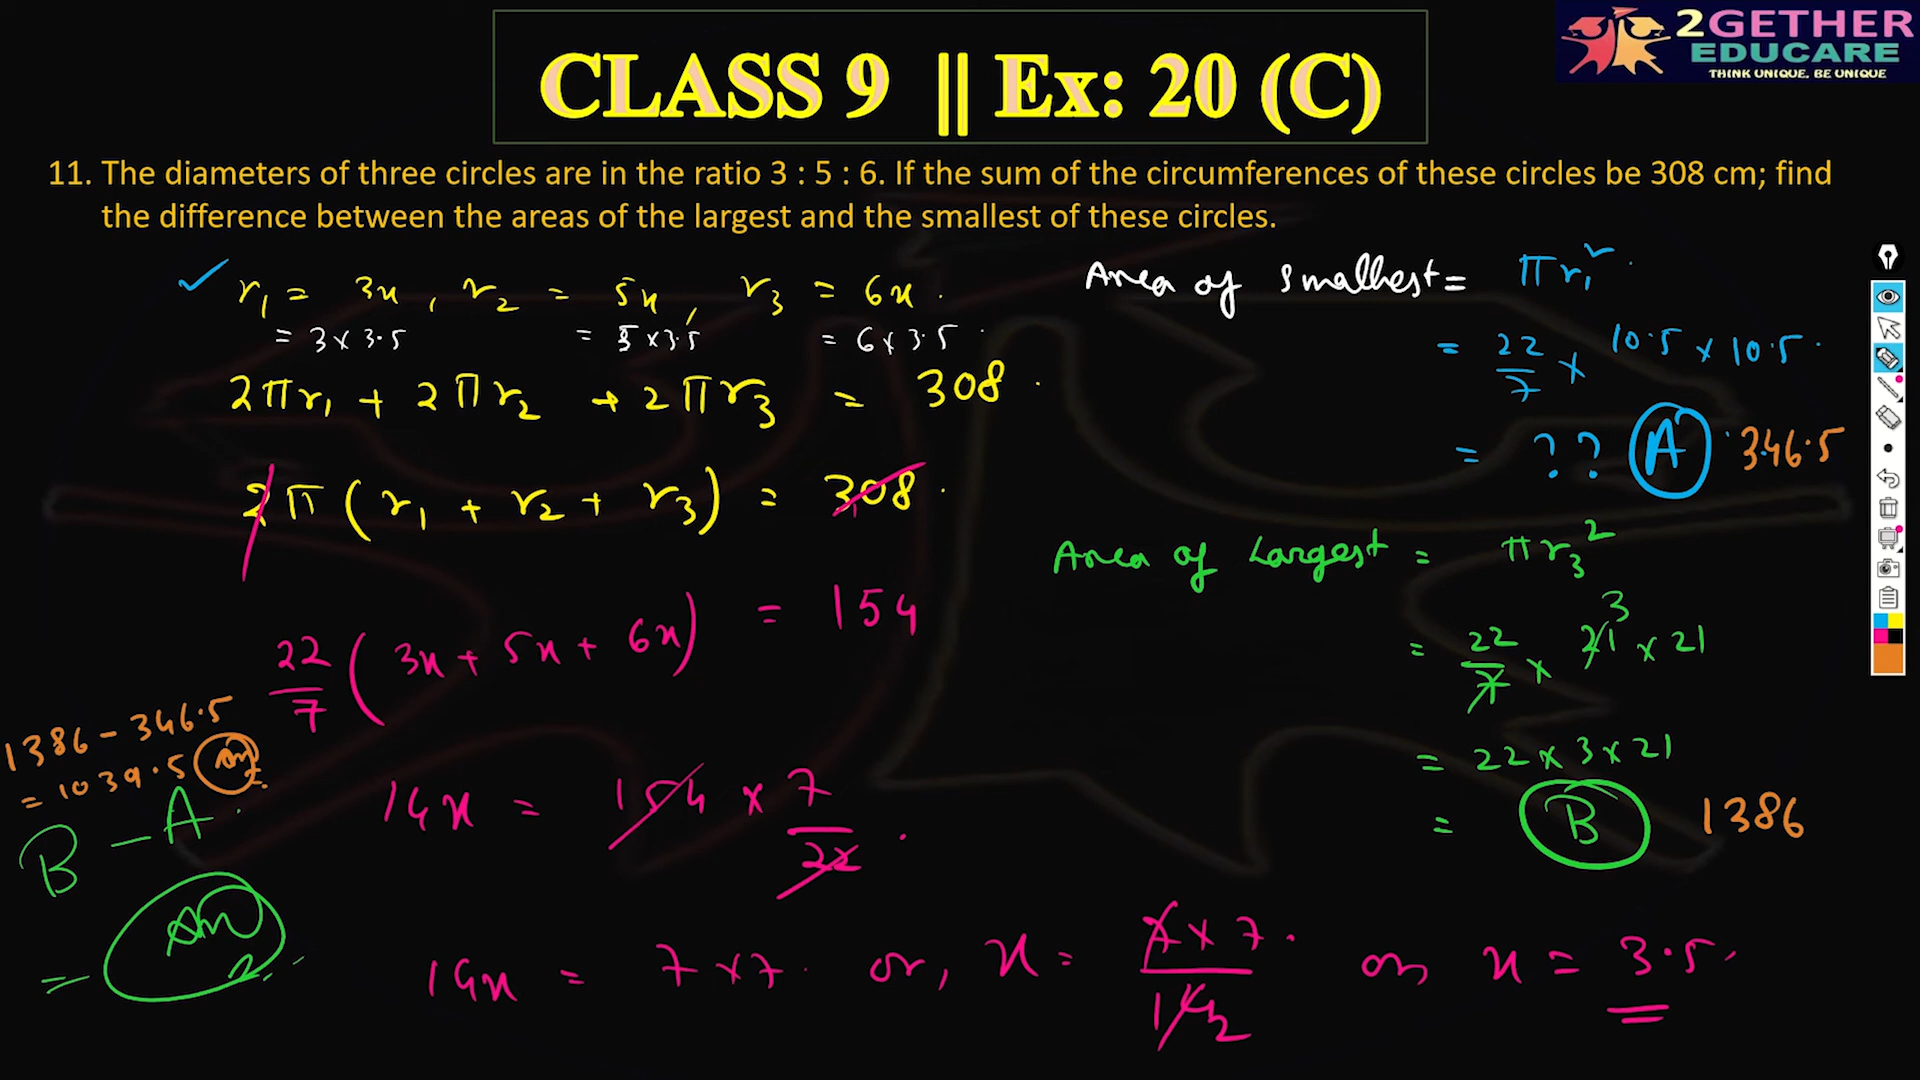 2GETHER
EDUCARE
THINK UNIQUE. BE UNIQUE
CLASS 9 || Ex: 20 (C)
11. The diameters of three circles are in the ratio 3 : 5 : 6. If the sum of the circumferences of these circles be 308 cm; find
the difference between the areas of the largest and the smallest of these circles.
r₁ = 3x, r₂ = 5x, r₃ = 6x.
= 3 x 3.5 = 5 x 3.5 = 6 x 3.5
2πr₁ + 2πr₂ + 2πr₃ = 308
2π (r₁ + r₂ + r₃) = 308
22/7 (3x + 5x + 6x) = 154
14x = 154 x 7/22
14x = 7 x 7 or, x = 7 x 7/14 2 or x = 3.5
1386 - 346.5
= 1039.5 Ans
B - A
= Ans
Area of Smallest = πr₁²
= 22/7 x 10.5 x 10.5
= ?? A 346.5
Area of Largest = πr₃²
= 22/7 x 21 3 x 21
= 22 x 3 x 21
= B 1386